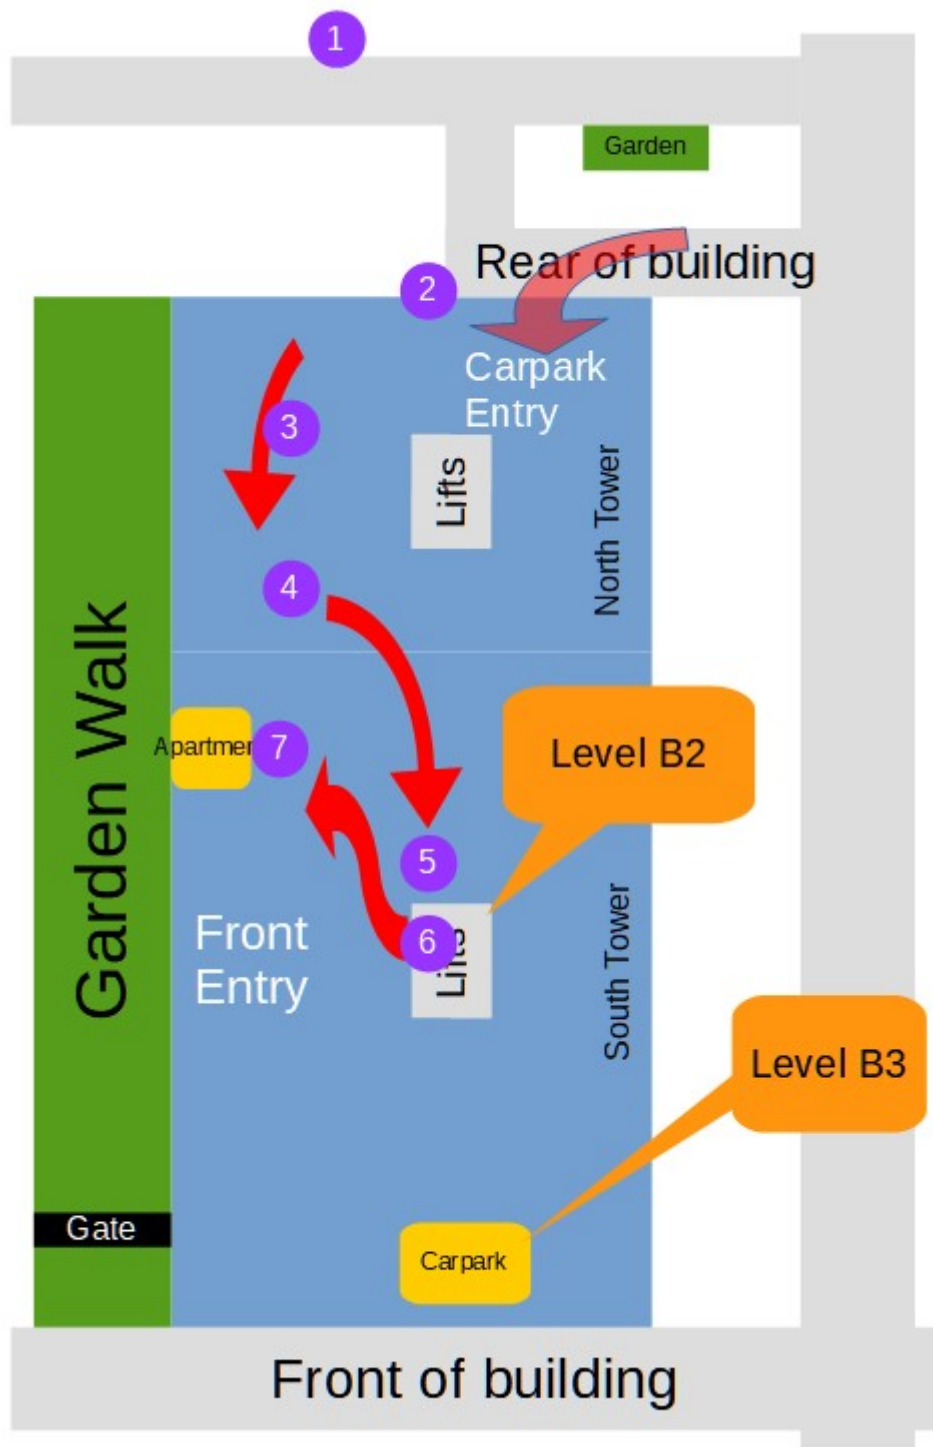 1
Garden
2
Rear of building
Carpark
Entry
3
Lifts
North Tower
4
Garden Walk
Apartmen
7
Level B2
5
6
Lifts
Front
Entry
South Tower
Level B3
Gate
Carpark
Front of building